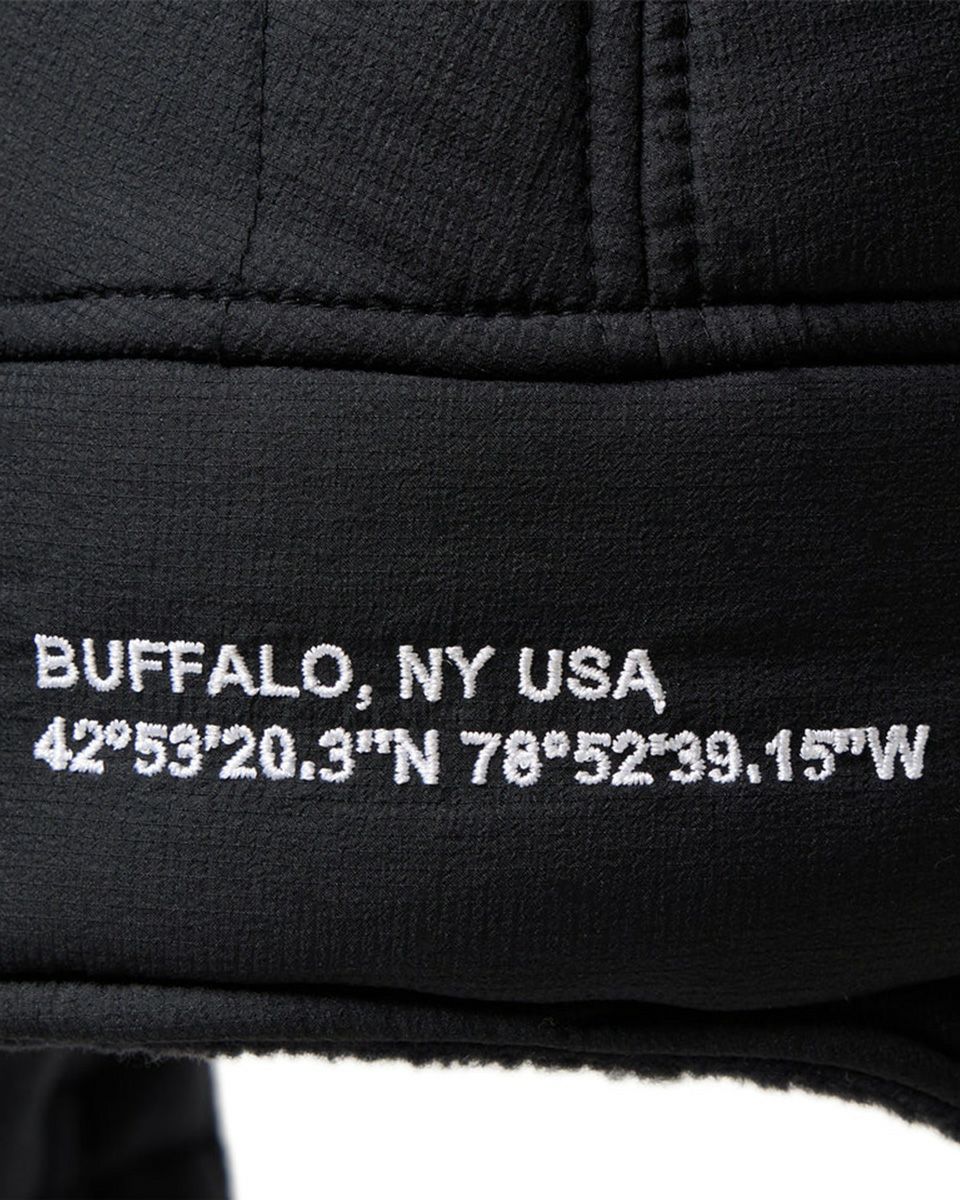 BUFFALO, NY USA
42°53'20.3"N 78°52'39.15"W